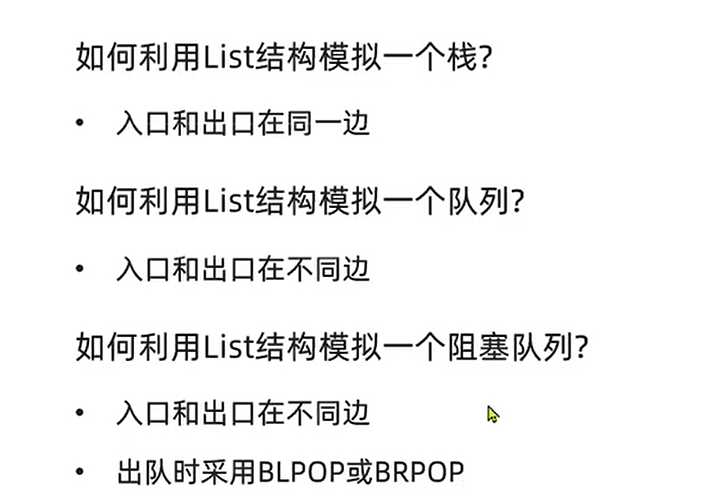 如何利用List结构模拟一个栈?
• 入口和出口在同一边
如何利用List结构模拟一个队列?
• 入口和出口在不同边
如何利用List结构模拟一个阻塞队列?
• 入口和出口在不同边
• 出队时采用BLPOP或BRPOP